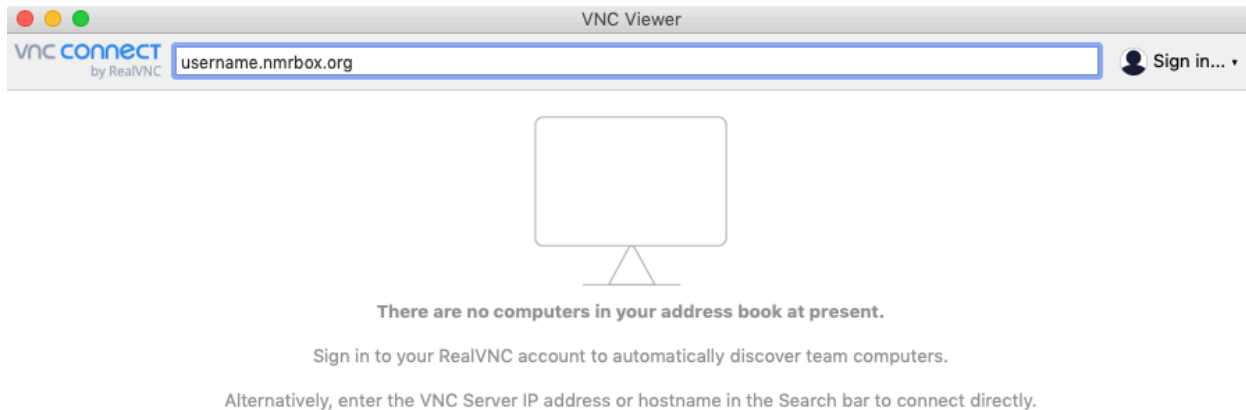 VNC Viewer
vnc connect
by RealVNC
username.nmrbox.org
Sign in...
There are no computers in your address book at present.
Sign in to your RealVNC account to automatically discover team computers.
Alternatively, enter the VNC Server IP address or hostname in the Search bar to connect directly.